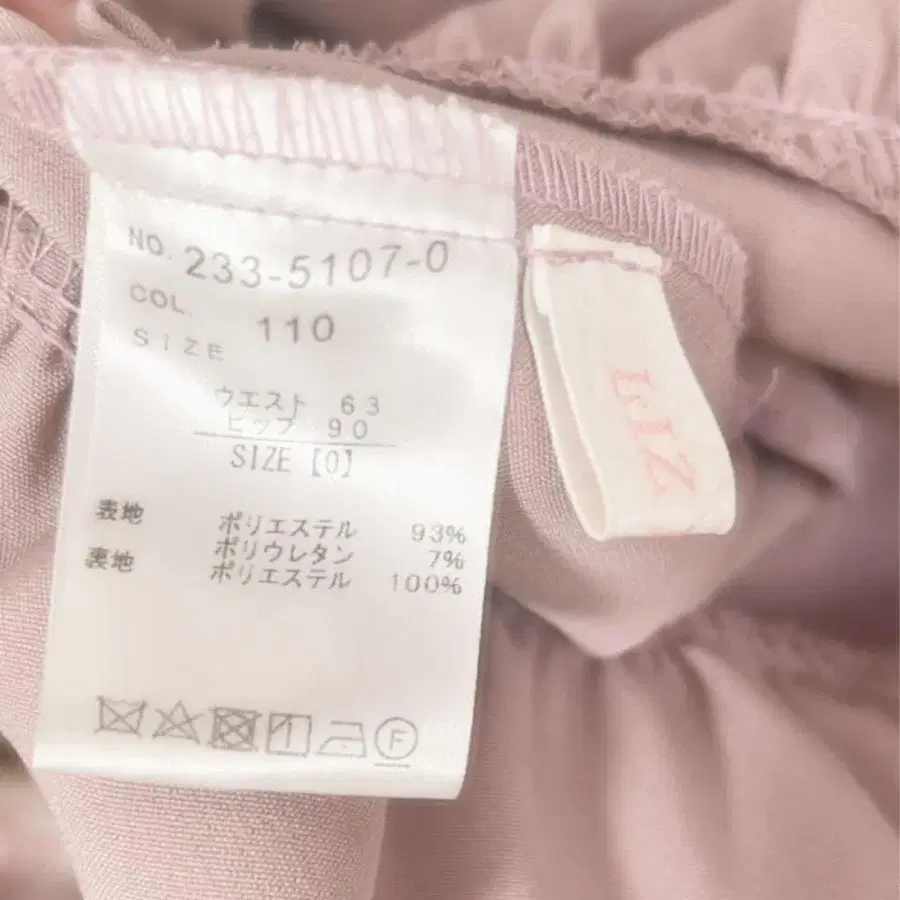 NO. 233-5107-0
COL. 110
SIZE
ウエスト 63
ヒップ 90
SIZE【0】
表地 ポリエステル 93%
ポリウレタン 7%
裏地 ポリエステル 100%
F
LIZ